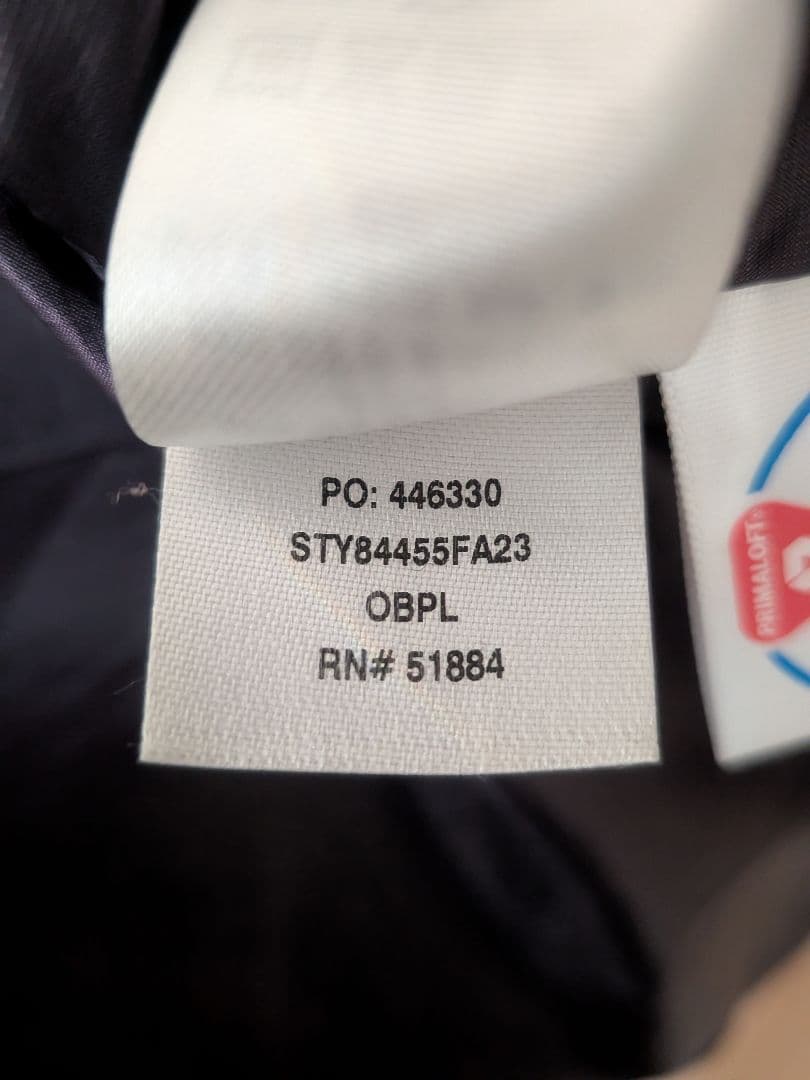 PO: 446330
STY84455FA23
OBPL
RN# 51884
PRIMALOFT